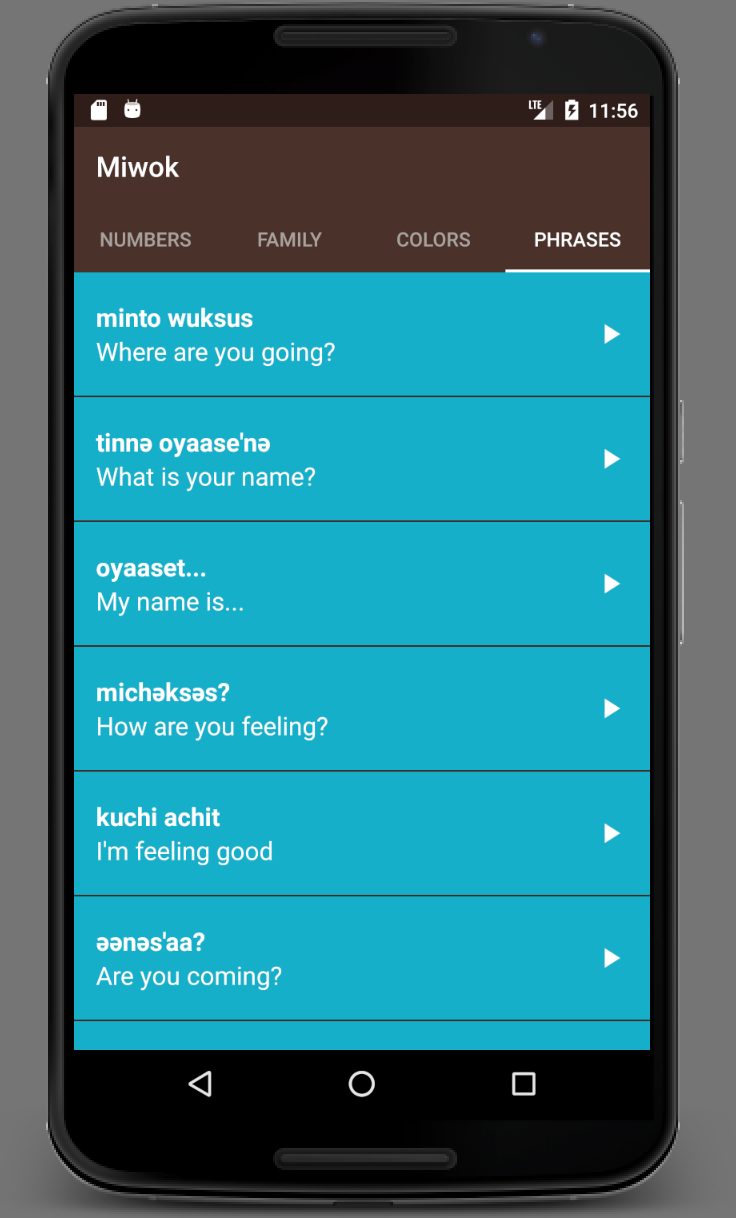 LTE 11:56
Miwok
NUMBERS FAMILY COLORS PHRASES
minto wuksus
Where are you going?
tinnə oyaase'nə
What is your name?
oyaaset...
My name is...
michəksəs?
How are you feeling?
kuchi achit
I'm feeling good
əənəs'aa?
Are you coming?